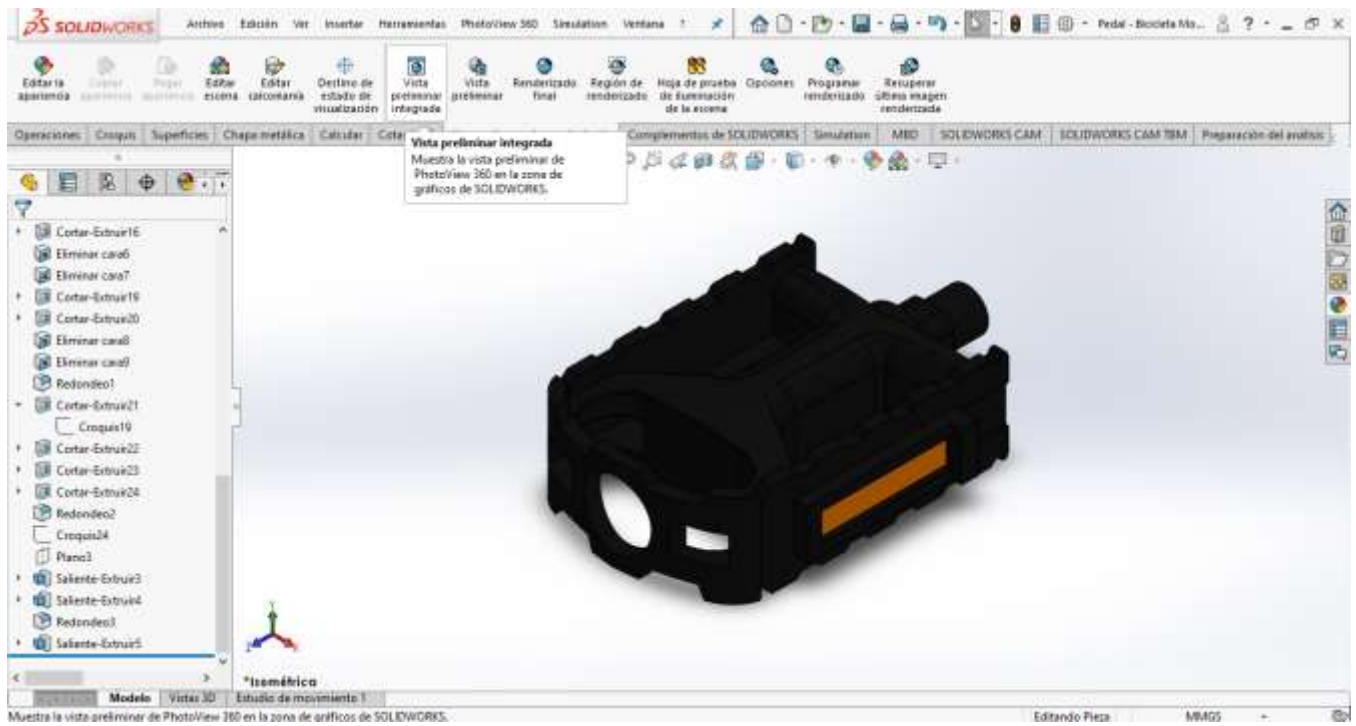 SOLIDWORKS Archivo Edición Ver Insertar Herramientas PhotoView 360 Simulation Ventana ? Pedal - Bicicleta Mo... ?
Editar la apariencia
Copiar apariencia
Pegar apariencia
Editar escena
Editar calcomanía
Destino de estado de visualización
Vista preliminar integrada
Vista preliminar
Renderizado final
Región de renderizado
Hoja de prueba de iluminación de la escena
Opciones
Programar renderizado
Recuperar última imagen renderizada
Operaciones Croquis Superficies Chapa metálica Calcular Complementos de SOLIDWORKS Simulation MBD SOLIDWORKS CAM SOLIDWORKS CAM TBM Preparación del análisis
Vista preliminar integrada
Muestra la vista preliminar de
PhotoView 360 en la zona de
gráficos de SOLIDWORKS.
Cortar-Extruir16
Eliminar cara6
Eliminar cara7
Cortar-Extruir19
Cortar-Extruir20
Eliminar cara8
Eliminar cara9
Redondeo1
Cortar-Extruir21
Croquis19
Cortar-Extruir22
Cortar-Extruir23
Cortar-Extruir24
Redondeo2
Croquis24
Plano3
Saliente-Extruir3
Saliente-Extruir4
Redondeo3
Saliente-Extruir5
*Isométrica
Modelo Vistas 3D Estudio de movimiento 1
Muestra la vista preliminar de PhotoView 360 en la zona de gráficos de SOLIDWORKS. Editando Pieza MMGS